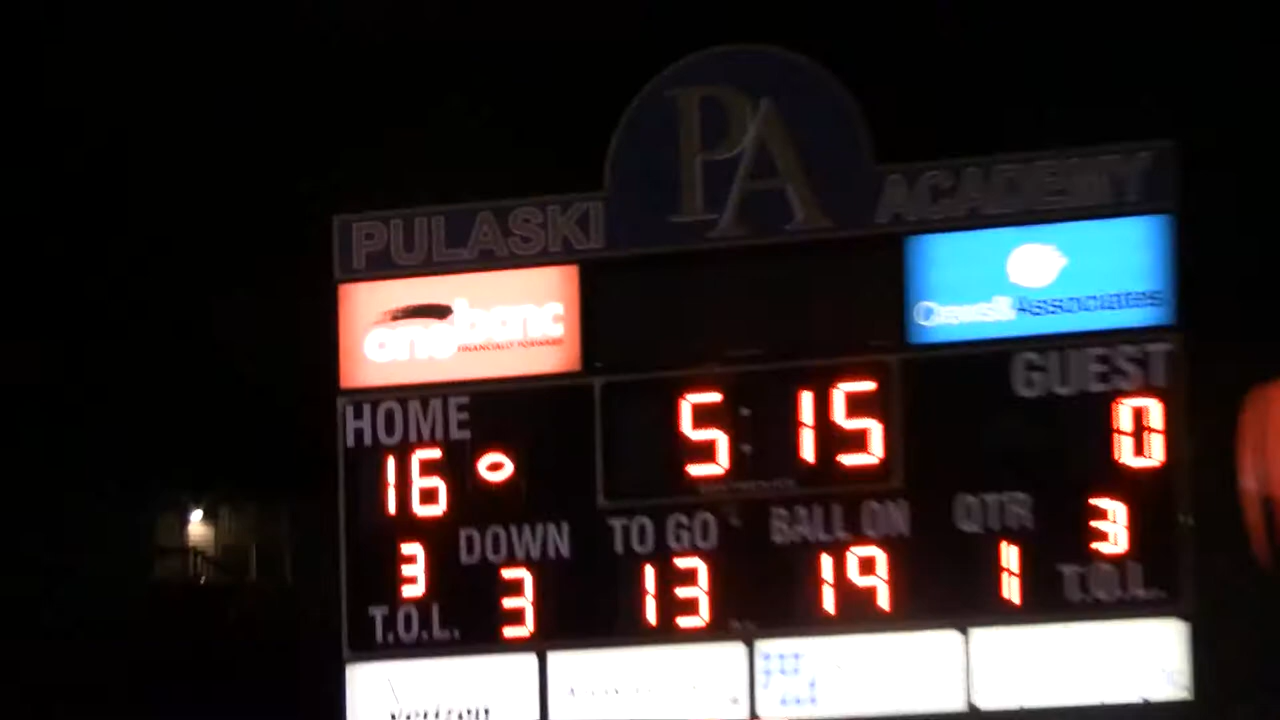 PA
PULASKI ACADEMY
onebanc
FINANCIALLY FORWARD
Associates
HOME
16
5:15
GUEST
0
DOWN
3
TO GO
13
BALL ON
19
QTR
1
3
T.O.L.
3
T.O.L.
verizon